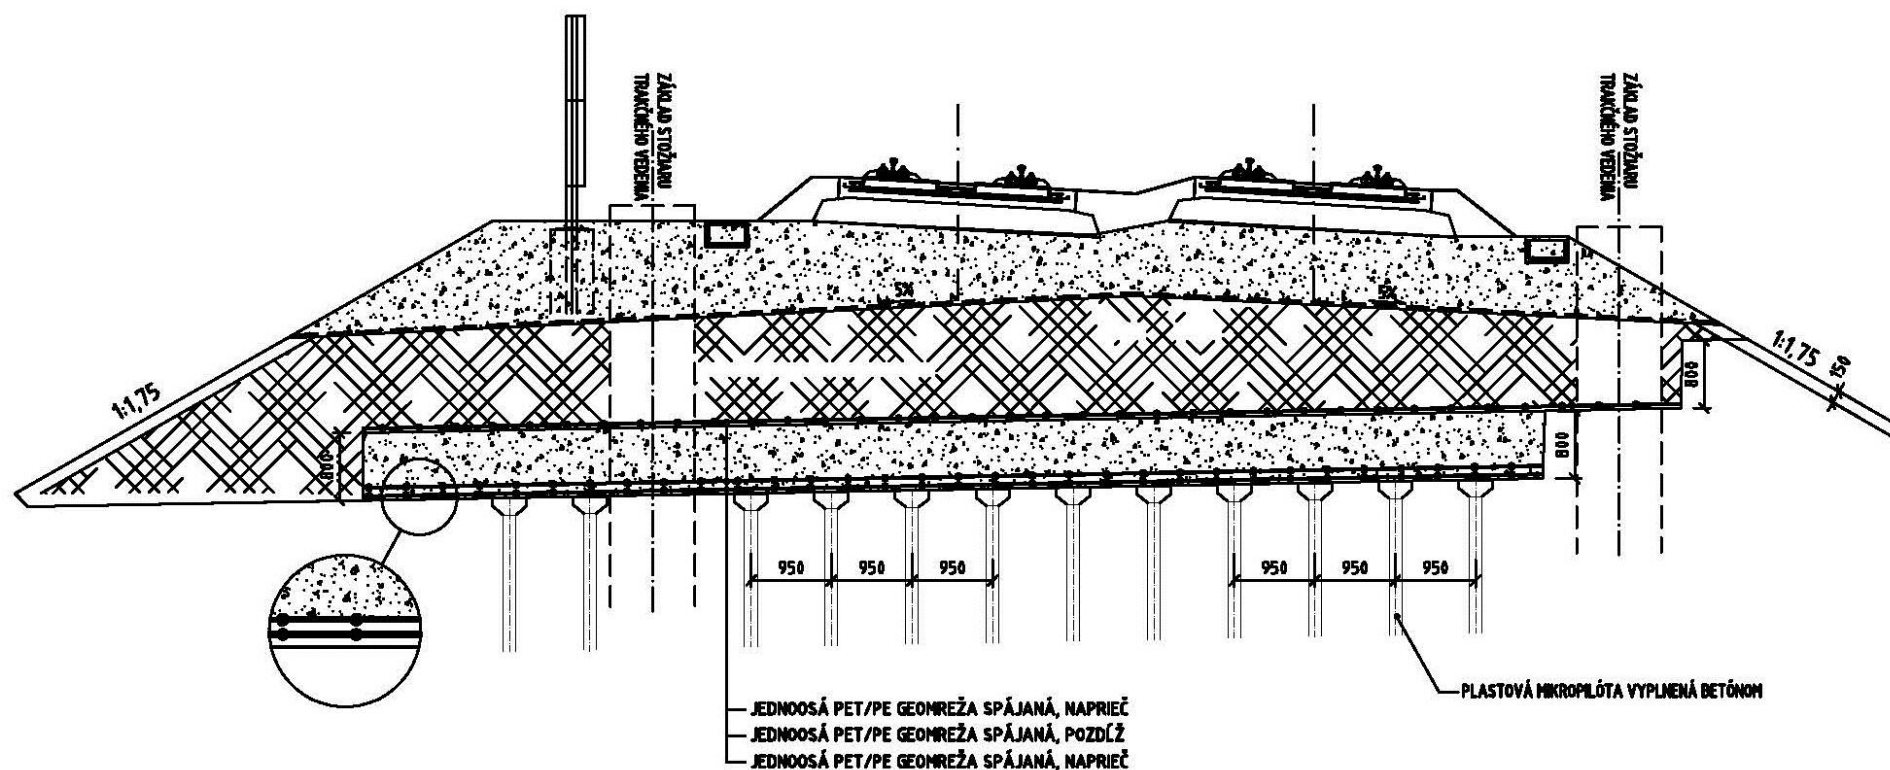 ZÁKLAD STOŽIARU
TRAKČNÉHO VEDENIA
ZÁKLAD STOŽIARU
TRAKČNÉHO VEDENIA
5%
5%
1:1,75
1:1,75
150
800
800
800
950
950
950
950
950
950
PLASTOVÁ MIKROPILÓTA VYPLNENÁ BETÓNOM
JEDNOOSÁ PET/PE GEOMREŽA SPÁJANÁ, NAPRIEČ
JEDNOOSÁ PET/PE GEOMREŽA SPÁJANÁ, POZDĹŽ
JEDNOOSÁ PET/PE GEOMREŽA SPÁJANÁ, NAPRIEČ